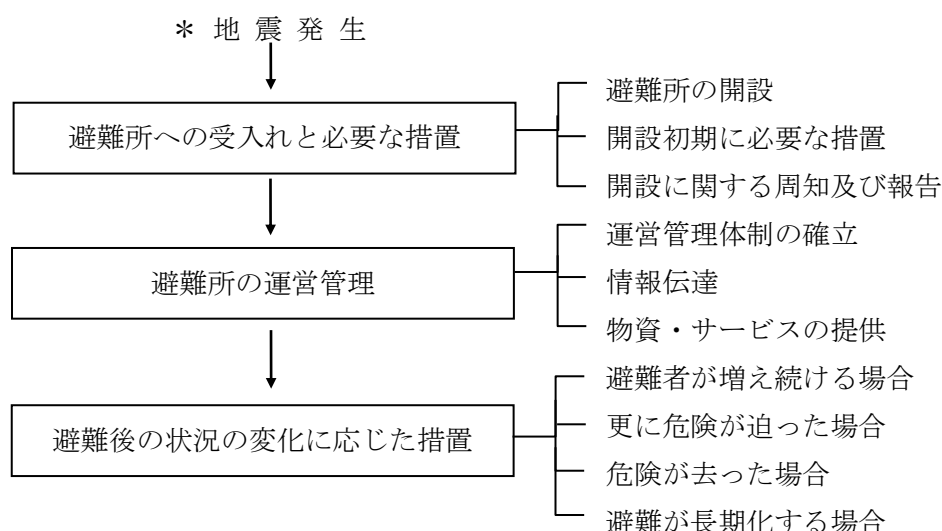 ＊ 地 震 発 生
避難所への受入れと必要な措置
避難所の開設
開設初期に必要な措置
開設に関する周知及び報告
避難所の運営管理
運営管理体制の確立
情報伝達
物資・サービスの提供
避難後の状況の変化に応じた措置
避難者が増え続ける場合
更に危険が迫った場合
危険が去った場合
避難が長期化する場合